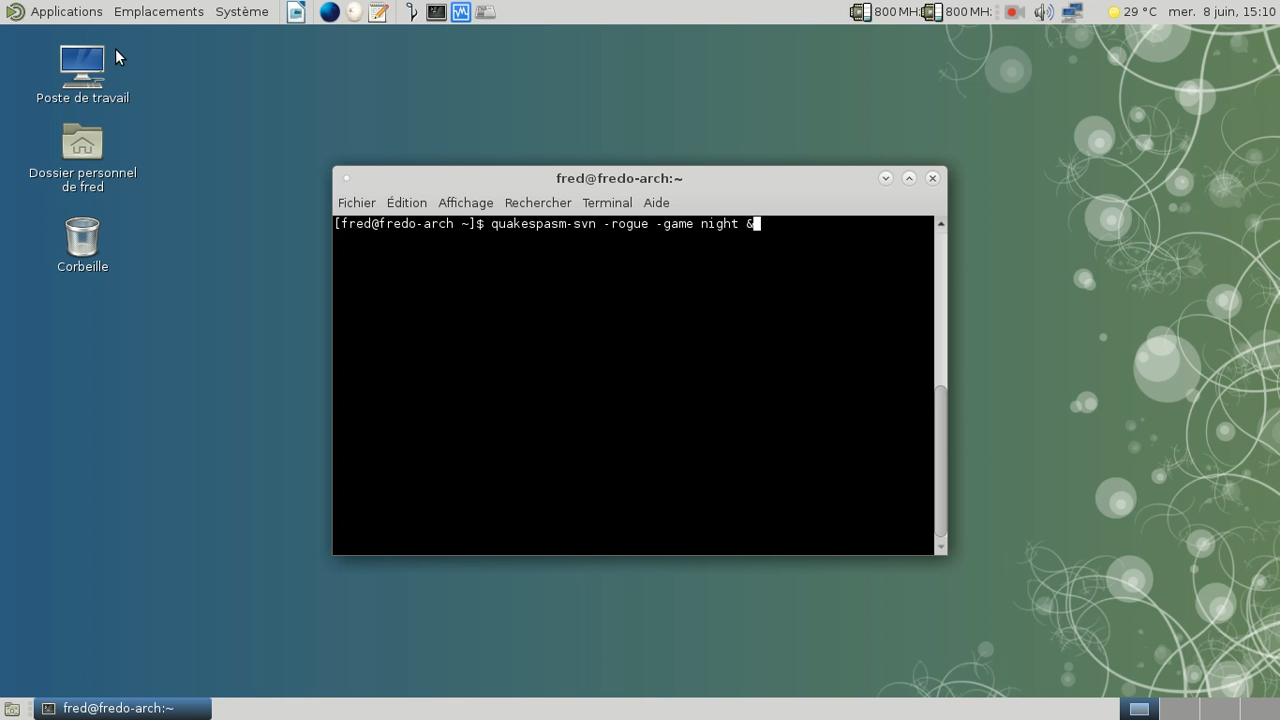 Applications Emplacements Système 800 MH: 800 MH: 29 °C mer. 8 juin, 15:10
Poste de travail
Dossier personnel
de fred
Corbeille
fred@fredo-arch:~
Fichier Édition Affichage Rechercher Terminal Aide
[fred@fredo-arch ~]$ quakespasm-svn -rogue -game night &
fred@fredo-arch:~